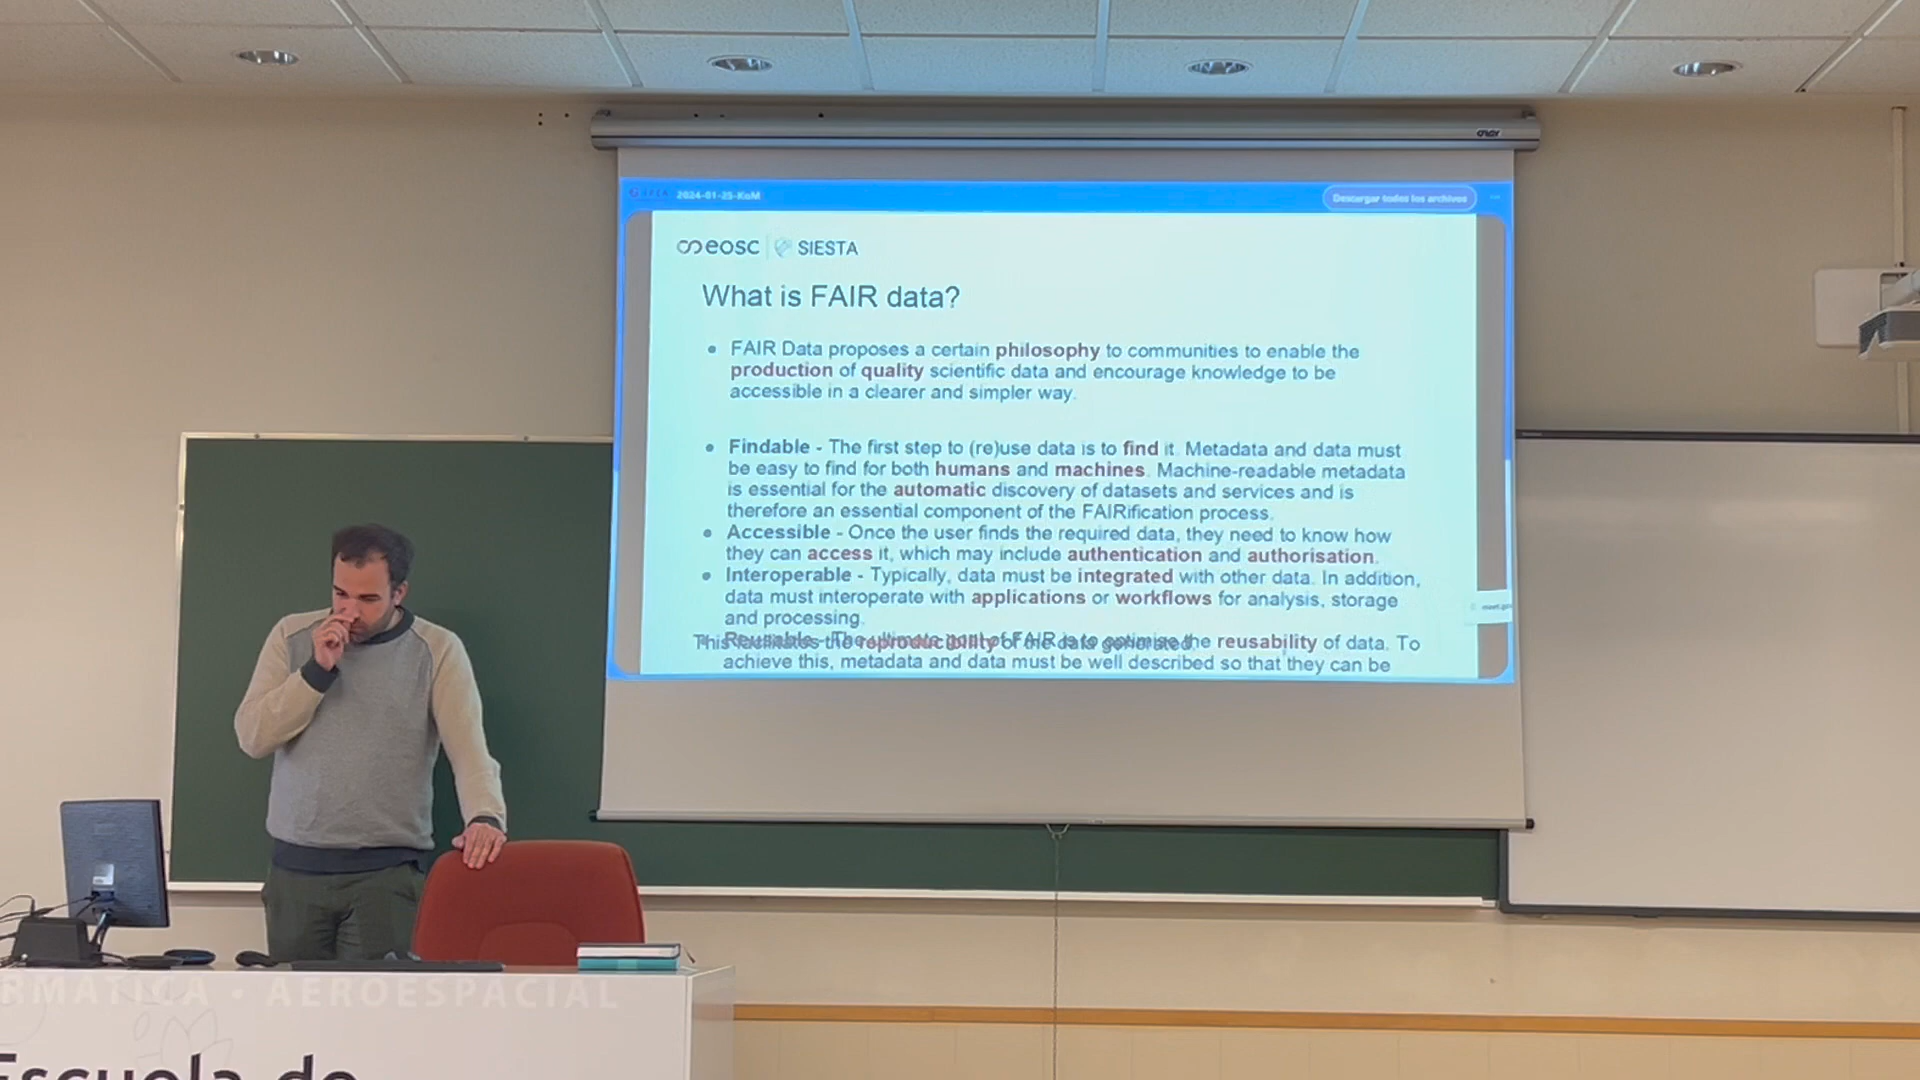 2024-01-25-KoM
Descargar todos los archivos
eosc SIESTA
What is FAIR data?
• FAIR Data proposes a certain philosophy to communities to enable the
production of quality scientific data and encourage knowledge to be
accessible in a clearer and simpler way.
• Findable - The first step to (re)use data is to find it. Metadata and data must
be easy to find for both humans and machines. Machine-readable metadata
is essential for the automatic discovery of datasets and services and is
therefore an essential component of the FAIRification process.
• Accessible - Once the user finds the required data, they need to know how
they can access it, which may include authentication and authorisation.
• Interoperable - Typically, data must be integrated with other data. In addition,
data must interoperate with applications or workflows for analysis, storage
and processing.
• Reusable - The ultimate goal of FAIR is to optimise the reusability of data. To
This facilitates the reproducibility of the data generated.
achieve this, metadata and data must be well described so that they can be
RMÁTICA • AEROESPACIAL
Escuela de